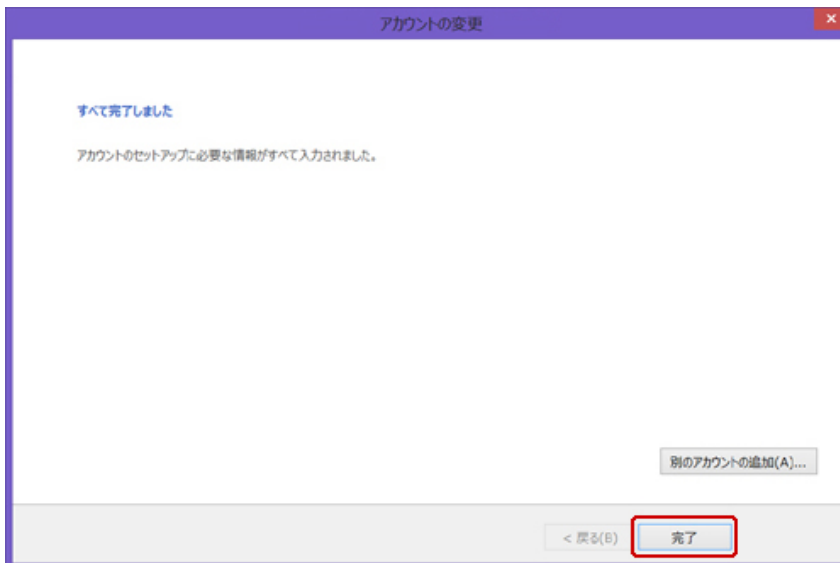 アカウントの変更
すべて完了しました
アカウントのセットアップに必要な情報がすべて入力されました。
別のアカウントの追加(A)...
< 戻る(B)
完了